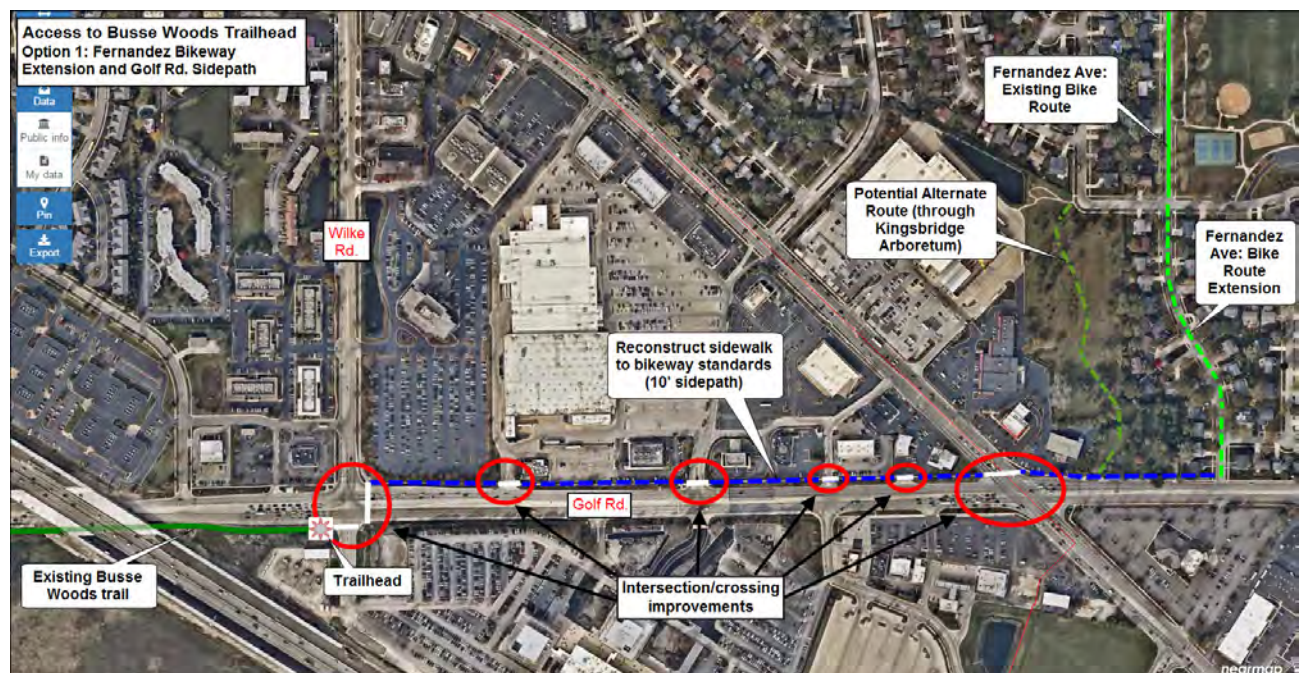 Access to Busse Woods Trailhead
Option 1: Fernandez Bikeway
Extension and Golf Rd. Sidepath
Data
Public info
My data
Pin
Export
Wilke
Rd.
Fernandez Ave:
Existing Bike
Route
Potential Alternate
Route (through
Kingsbridge
Arboretum)
Fernandez
Ave: Bike
Route
Extension
Reconstruct sidewalk
to bikeway standards
(10' sidepath)
Golf Rd.
Existing Busse
Woods trail
Trailhead
Intersection/crossing
improvements
nearmap